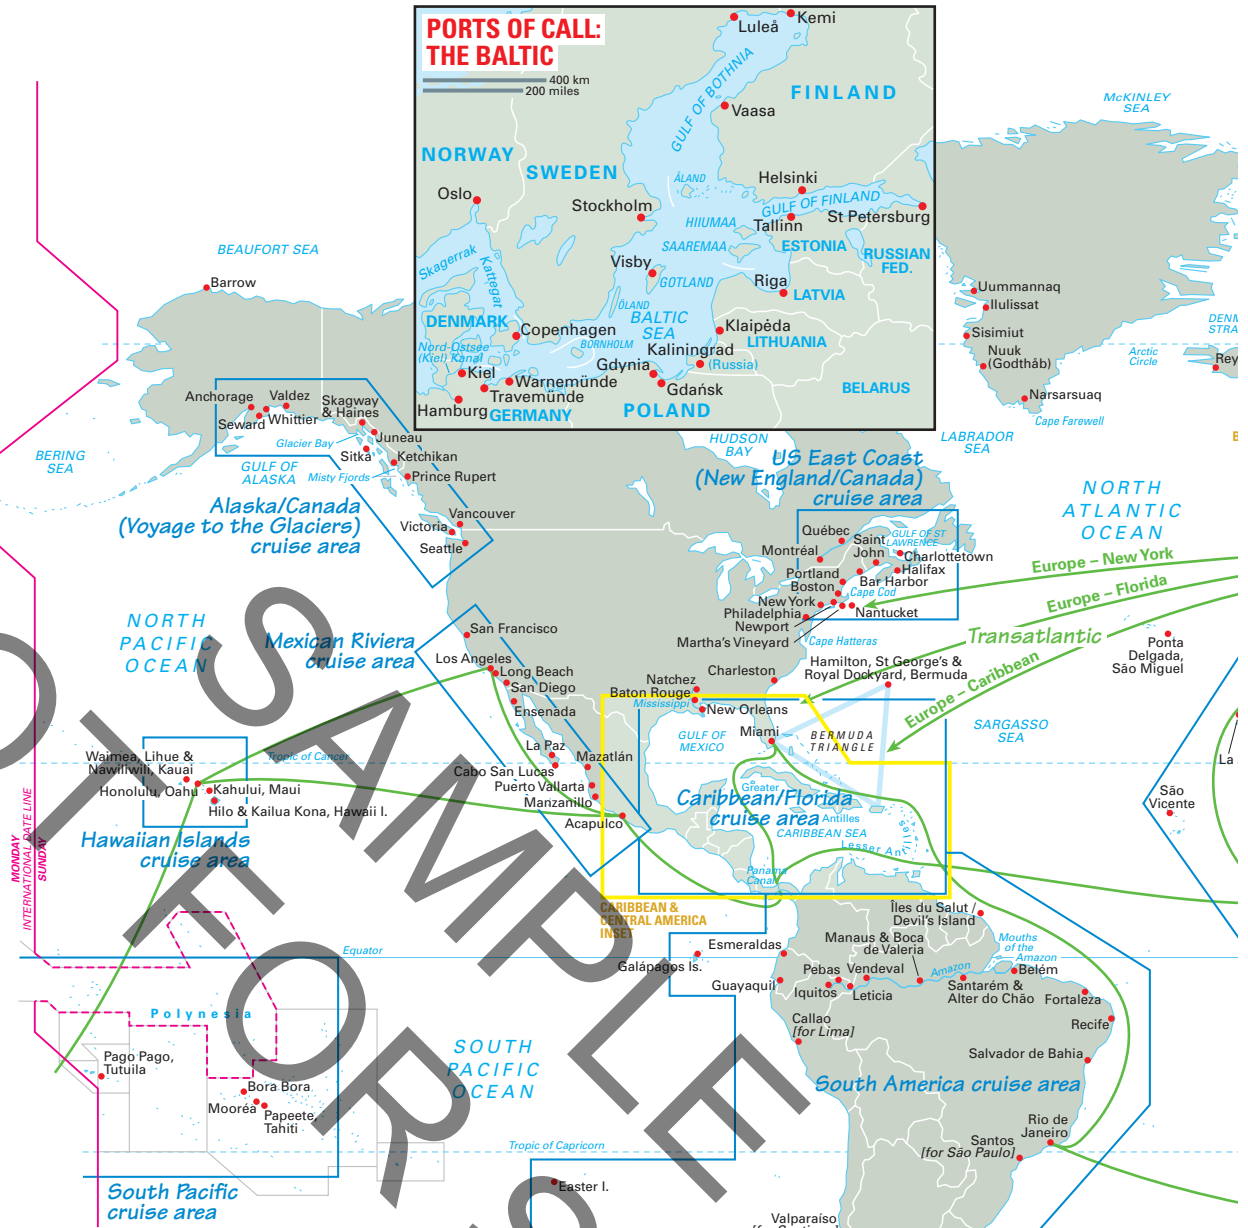 PORTS OF CALL:
THE BALTIC
400 km
200 miles
Luleå
Kemi
GULF OF BOTHNIA
FINLAND
Vaasa
NORWAY
SWEDEN
ÅLAND
Helsinki
Oslo
Stockholm
GULF OF FINLAND
HIIUMAA
Tallinn
St Petersburg
SAAREMAA
ESTONIA
RUSSIAN
FED.
Skagerrak
Kattegat
Visby
GOTLAND
Riga
LATVIA
ÖLAND
BALTIC
SEA
DENMARK
Copenhagen
Klaipėda
LITHUANIA
Nord-Ostsee
(Kiel) Kanal
BORNHOLM
Kaliningrad
(Russia)
Gdynia
Kiel
Warnemünde
Gdańsk
BELARUS
Travemünde
Hamburg
GERMANY
POLAND
McKINLEY
SEA
BEAUFORT SEA
Barrow
Uummannaq
Ilulissat
Sisimiut
Nuuk
(Godthåb)
Narsarsuaq
Cape Farewell
Arctic
Circle
DENM
STRA
Rey
BERING
SEA
Anchorage
Valdez
Seward
Whittier
Skagway
& Haines
Glacier Bay
Juneau
Sitka
Ketchikan
GULF OF
ALASKA
Misty Fjords
Prince Rupert
Alaska/Canada
(Voyage to the Glaciers)
cruise area
Vancouver
Victoria
Seattle
HUDSON
BAY
LABRADOR
SEA
US East Coast
(New England/Canada)
cruise area
NORTH
ATLANTIC
OCEAN
Québec
Saint
John
GULF OF ST
LAWRENCE
Montréal
Charlottetown
Halifax
Portland
Bar Harbor
Boston
Cape Cod
New York
Nantucket
Philadelphia
Newport
Martha's Vineyard
Cape Hatteras
Europe – New York
Europe – Florida
Transatlantic
Europe – Caribbean
Ponta
Delgada,
São Miguel
NORTH
PACIFIC
OCEAN
Mexican Riviera
cruise area
San Francisco
Los Angeles
Long Beach
San Diego
Ensenada
Charleston
Hamilton, St George's &
Royal Dockyard, Bermuda
Natchez
Baton Rouge
Mississippi
New Orleans
GULF OF
MEXICO
Miami
BERMUDA
TRIANGLE
SARGASSO
SEA
La
São
Vicente
La Paz
Cabo San Lucas
Mazatlán
Puerto Vallarta
Manzanillo
Acapulco
Tropic of Cancer
Waimea, Lihue &
Nawiliwili, Kauai
Honolulu, Oahu
Kahului, Maui
Hilo & Kailua Kona, Hawaii I.
Hawaiian Islands
cruise area
MONDAY
INTERNATIONAL DATE LINE
SUNDAY
Greater
Antilles
Caribbean/Florida
cruise area
CARIBBEAN SEA
Lesser Antilles
Panama
Canal
CARIBBEAN &
CENTRAL AMERICA
INSET
Îles du Salut /
Devil's Island
Equator
Esmeraldas
Galápagos Is.
Guayaquil
Manaus & Boca
de Valeria
Mouths
of the
Amazon
Pebas
Vendeval
Amazon
Belém
Iquitos
Leticia
Santarém &
Alter do Chão
Fortaleza
Callao
[for Lima]
Recife
Salvador de Bahia
South America cruise area
Rio de
Janeiro
Santos
[for São Paulo]
Polynesia
Pago Pago,
Tutuila
Bora Bora
Mooréa
Papeete,
Tahiti
SOUTH
PACIFIC
OCEAN
Tropic of Capricorn
Easter I.
South Pacific
cruise area
Valparaíso
SAMPLE
FOR